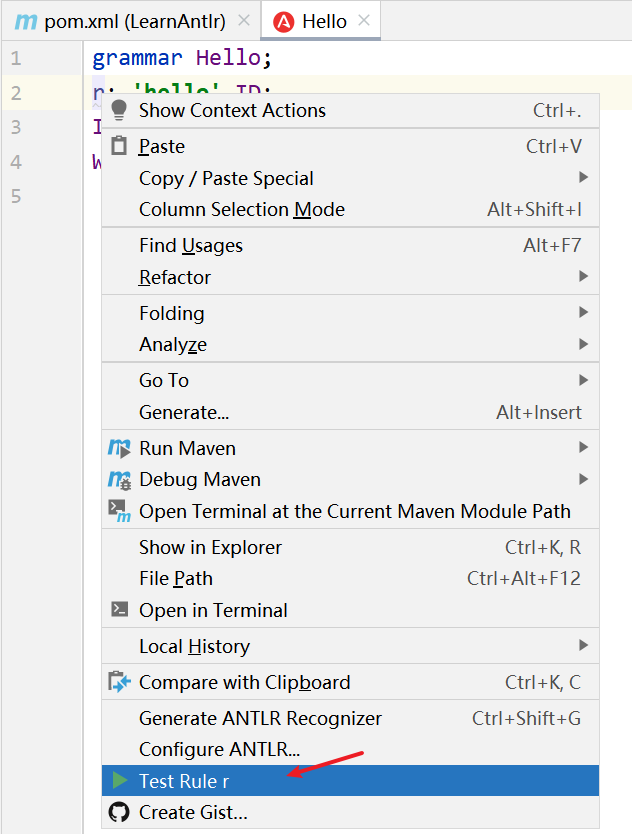 pom.xml (LearnAntlr)
Hello
1 grammar Hello;
2 r: 'hello' ID;
3 I
4 W
5
Show Context Actions Ctrl+.
Paste Ctrl+V
Copy / Paste Special
Column Selection Mode Alt+Shift+I
Find Usages Alt+F7
Refactor
Folding
Analyze
Go To
Generate... Alt+Insert
Run Maven
Debug Maven
Open Terminal at the Current Maven Module Path
Show in Explorer Ctrl+K, R
File Path Ctrl+Alt+F12
Open in Terminal
Local History
Compare with Clipboard Ctrl+K, C
Generate ANTLR Recognizer Ctrl+Shift+G
Configure ANTLR...
Test Rule r
Create Gist...